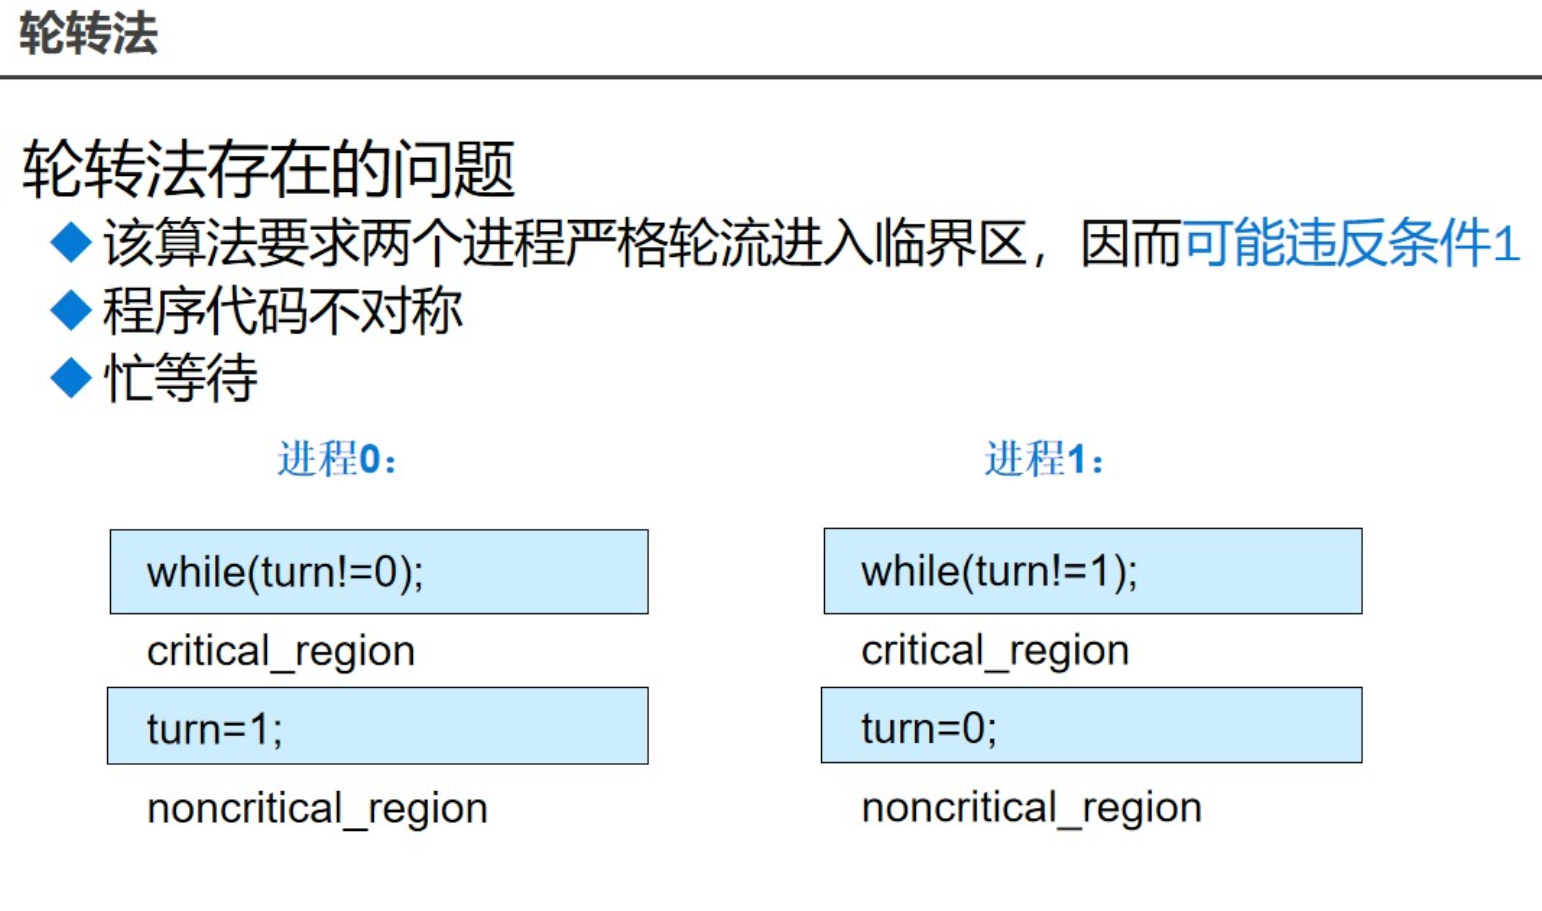 轮转法
轮转法存在的问题
◆该算法要求两个进程严格轮流进入临界区，因而可能违反条件1
◆程序代码不对称
◆忙等待
进程0：
进程1：
while(turn!=0);
while(turn!=1);
critical_region
critical_region
turn=1;
turn=0;
noncritical_region
noncritical_region